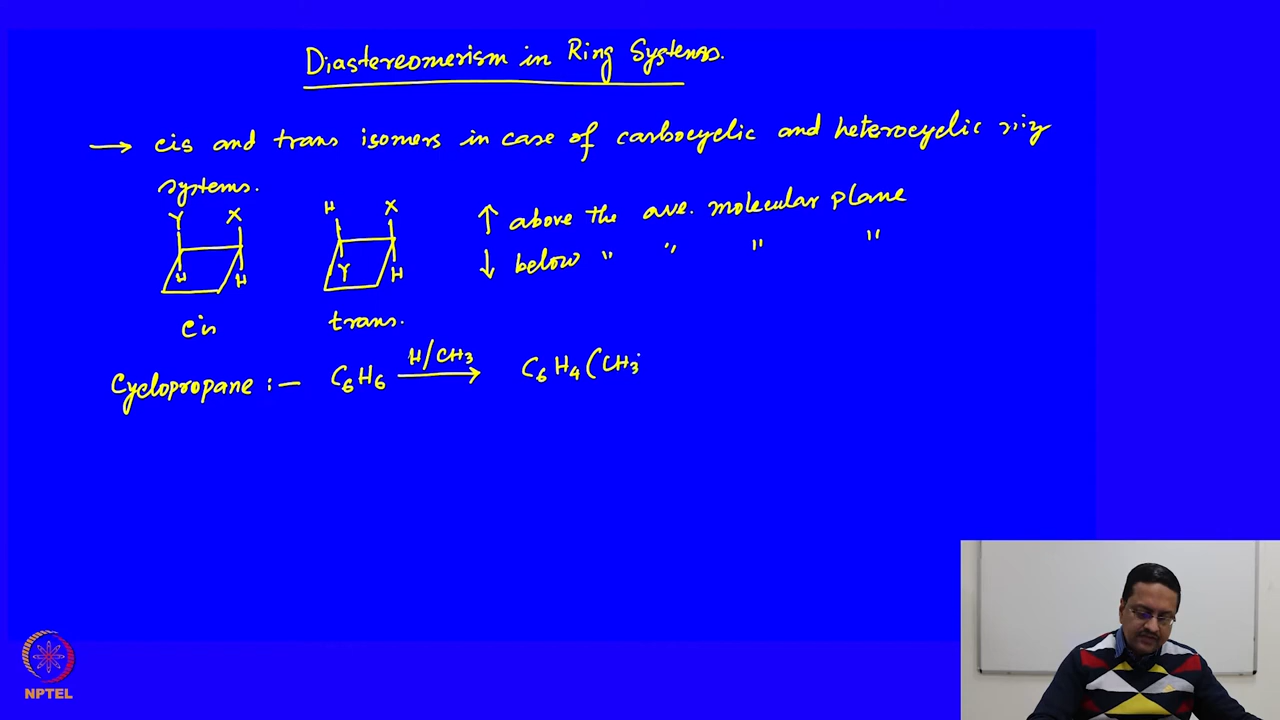 Diastereomerism in Ring Systems.
→ cis and trans isomers in case of carbocyclic and heterocyclic ring
systems.
Y X H X ↑ above the ave. molecular plane
H H Y H ↓ below " " " "
cis trans.
Cyclopropane :– C6H6 H/CH3 → C6H4(CH3
NPTEL